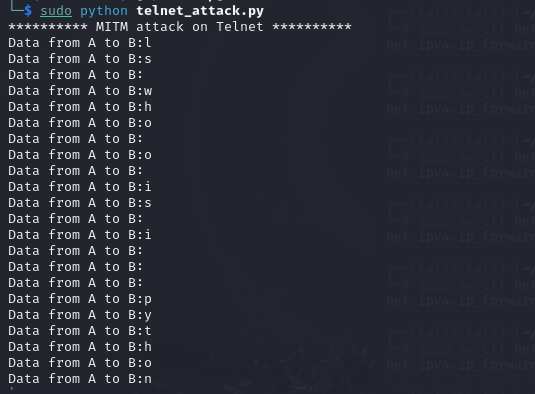 └─$ sudo python telnet_attack.py
********** MITM attack on Telnet **********
Data from A to B:l
Data from A to B:s
Data from A to B:
Data from A to B:w
Data from A to B:h
Data from A to B:o
Data from A to B:
Data from A to B:o
Data from A to B:
Data from A to B:i
Data from A to B:s
Data from A to B:
Data from A to B:i
Data from A to B:
Data from A to B:
Data from A to B:
Data from A to B:p
Data from A to B:y
Data from A to B:t
Data from A to B:h
Data from A to B:o
Data from A to B:n